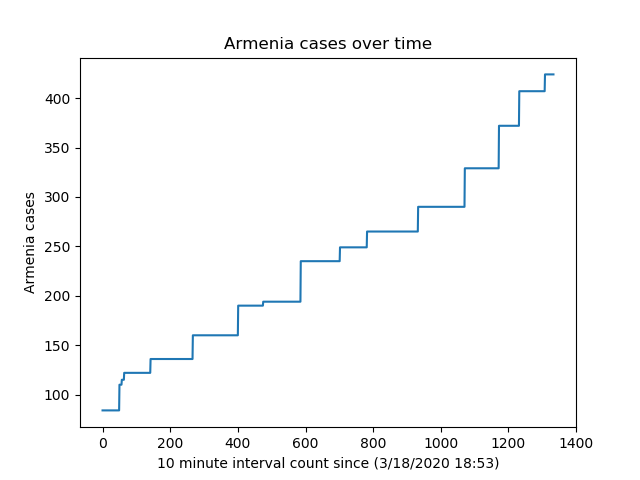 Armenia cases over time
400
350
300
250
200
150
100
Armenia cases
0 200 400 600 800 1000 1200 1400
10 minute interval count since (3/18/2020 18:53)